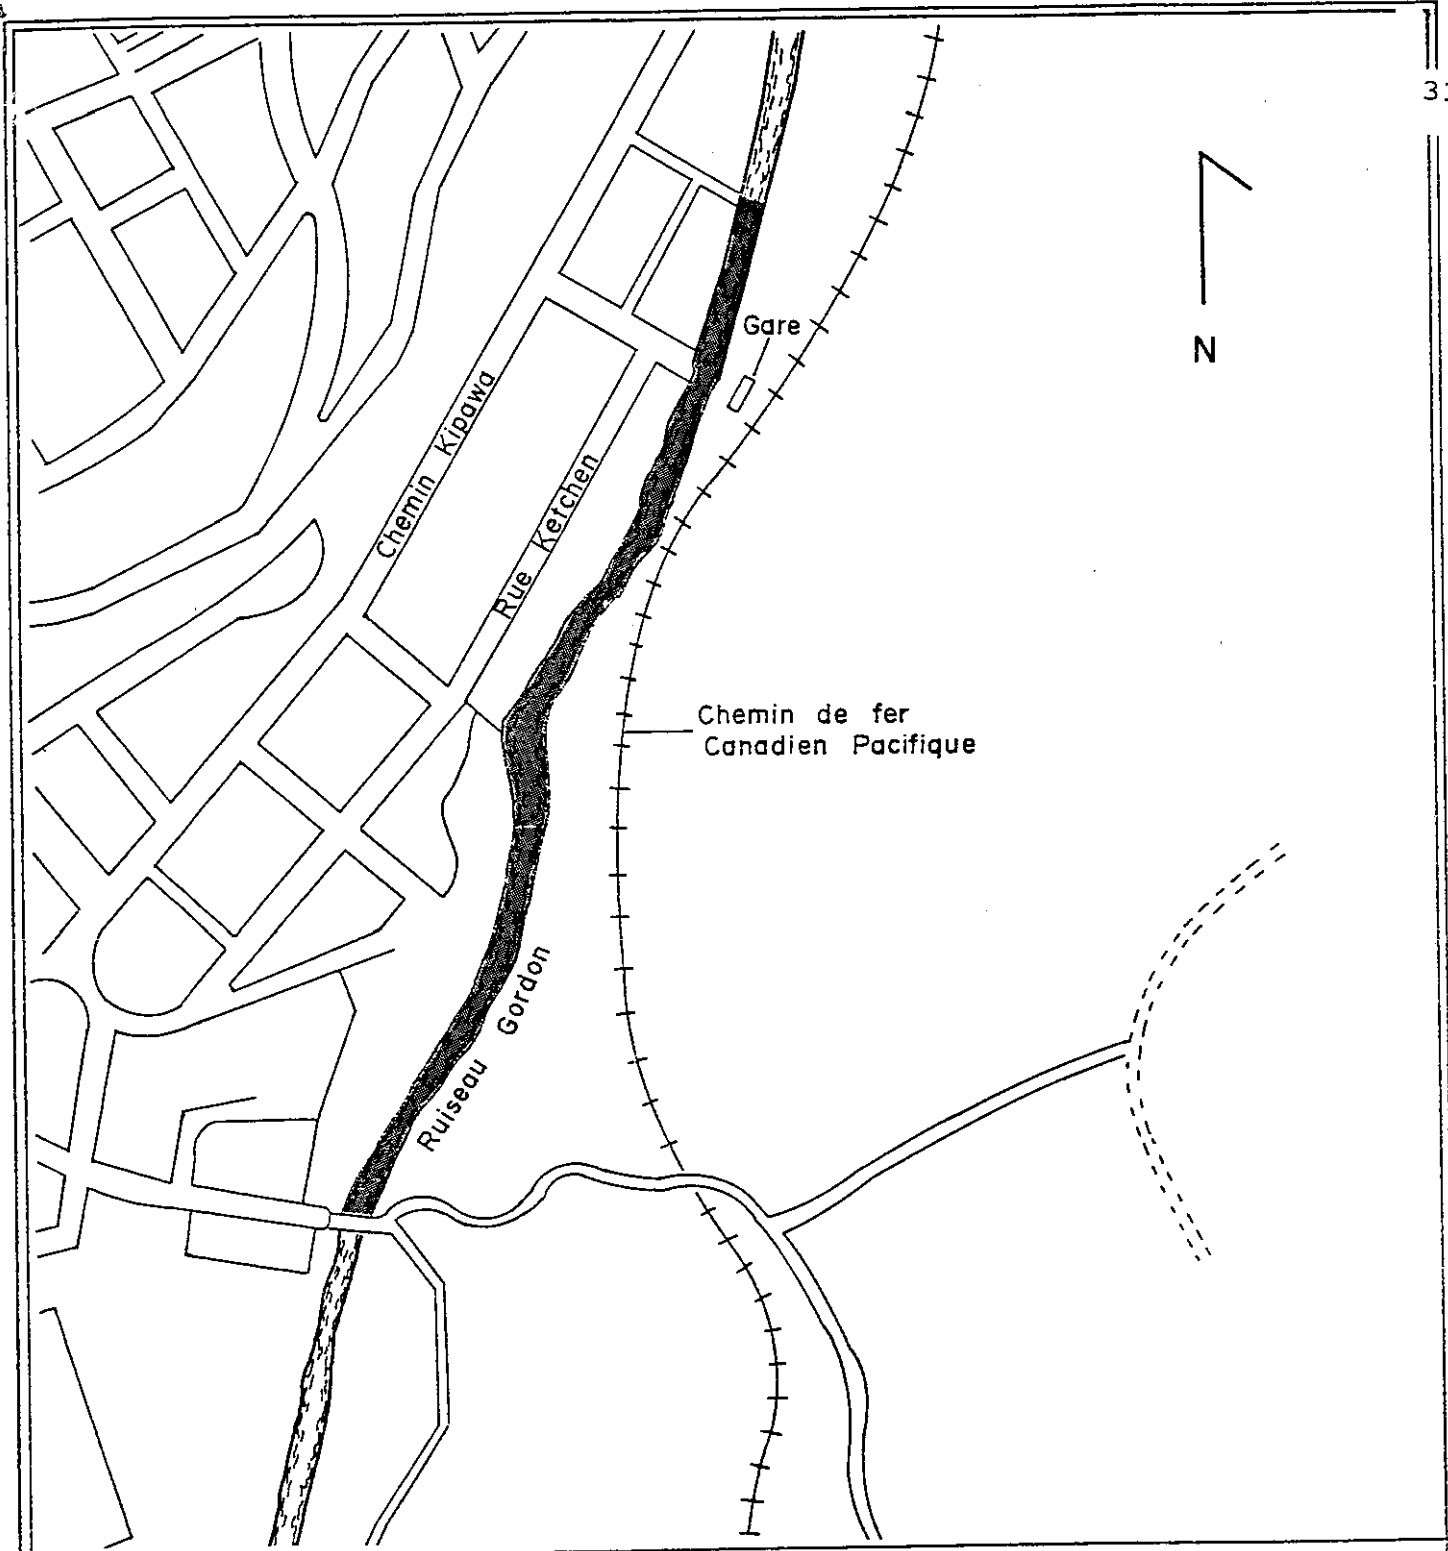 Gare
N
Chemin Kipawa
Rue Ketchen
Chemin de fer
Canadien Pacifique
Ruiseau Gordon